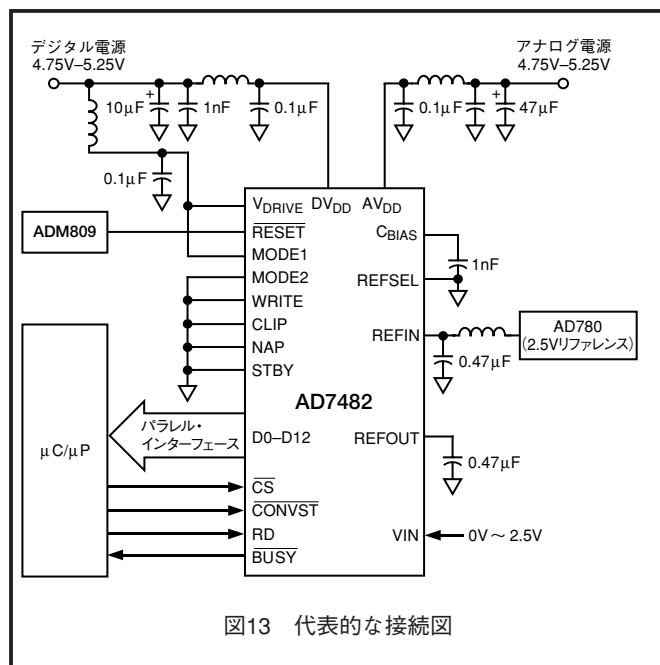 デジタル電源
4.75V–5.25V
アナログ電源
4.75V–5.25V
10µF
+
1nF
0.1µF
0.1µF
+
47µF
0.1µF
VDRIVE
DVDD
AVDD
ADM809
RESET
MODE1
MODE2
WRITE
CLIP
NAP
STBY
CBIAS
1nF
REFSEL
REFIN
AD780
(2.5Vリファレンス)
0.47µF
AD7482
µC/µP
パラレル・
インターフェース
D0–D12
REFOUT
0.47µF
CS
CONVST
RD
BUSY
VIN
0V～2.5V
図13 代表的な接続図